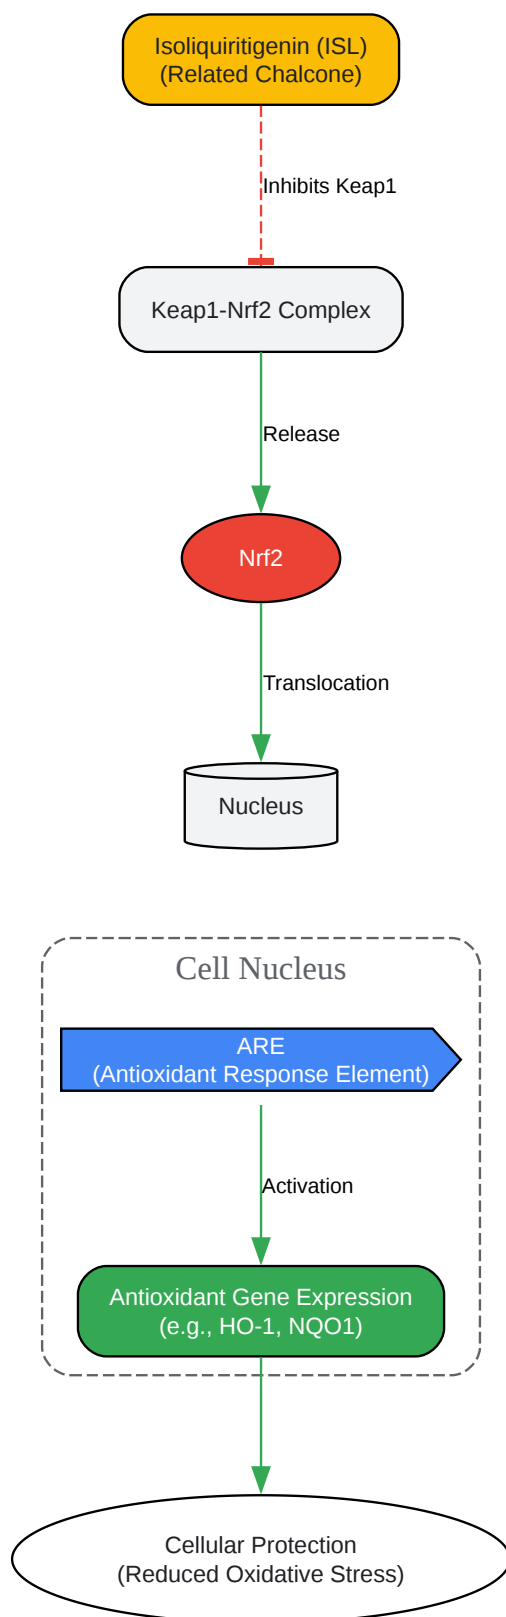 Isoliquiritigenin (ISL)
(Related Chalcone)
Inhibits Keap1
Keap1-Nrf2 Complex
Release
Nrf2
Translocation
Nucleus
Cell Nucleus
ARE
(Antioxidant Response Element)
Activation
Antioxidant Gene Expression
(e.g., HO-1, NQO1)
Cellular Protection
(Reduced Oxidative Stress)